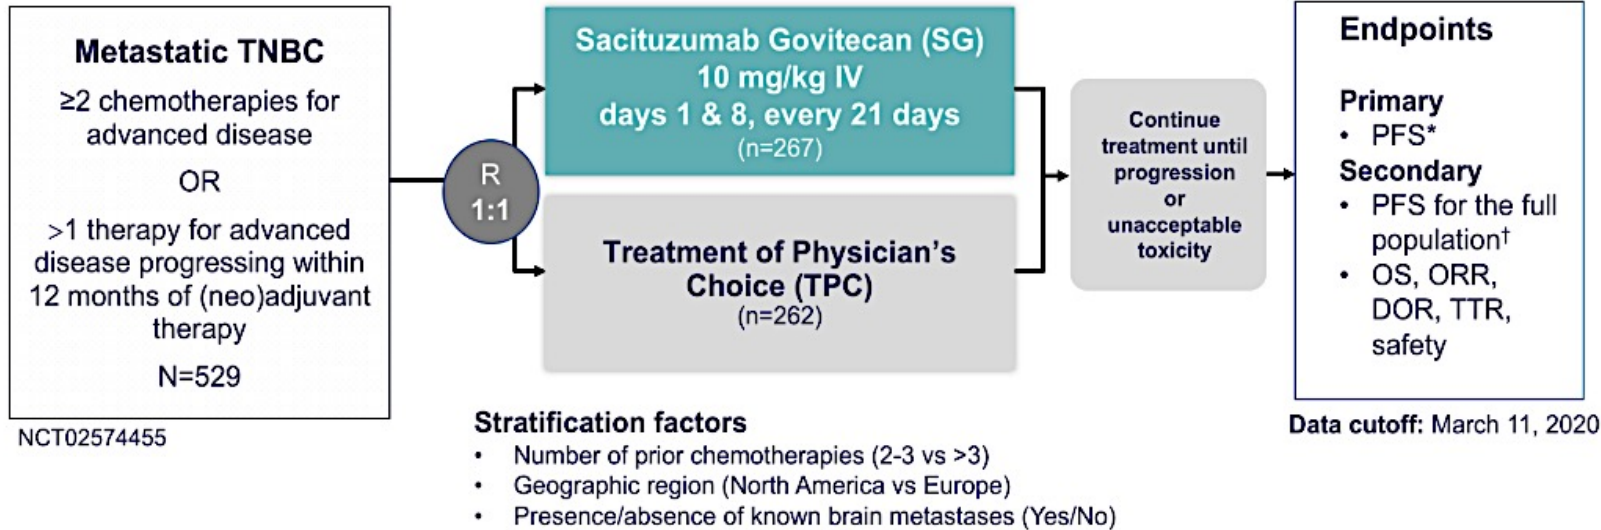 Metastatic TNBC
≥2 chemotherapies for
advanced disease
OR
>1 therapy for advanced
disease progressing within
12 months of (neo)adjuvant
therapy
N=529
NCT02574455
R
1:1
Sacituzumab Govitecan (SG)
10 mg/kg IV
days 1 & 8, every 21 days
(n=267)
Treatment of Physician's
Choice (TPC)
(n=262)
Continue
treatment until
progression
or
unacceptable
toxicity
Endpoints
Primary
• PFS*
Secondary
• PFS for the full
population†
• OS, ORR,
DOR, TTR,
safety
Data cutoff: March 11, 2020
Stratification factors
• Number of prior chemotherapies (2-3 vs >3)
• Geographic region (North America vs Europe)
• Presence/absence of known brain metastases (Yes/No)